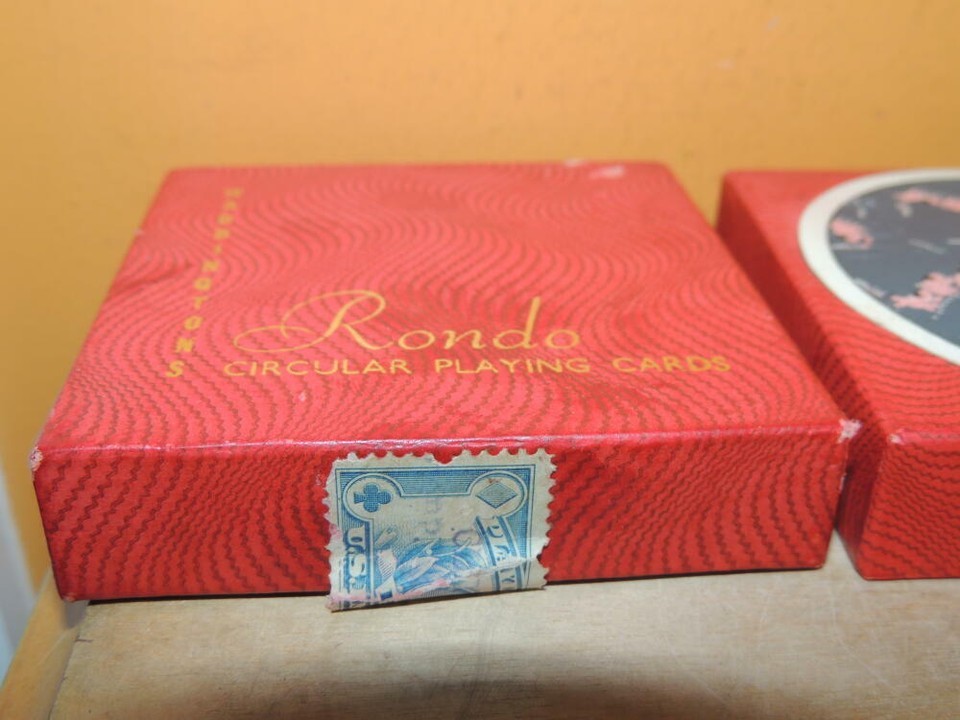 WADDINGTONS
Rondo
CIRCULAR PLAYING CARDS